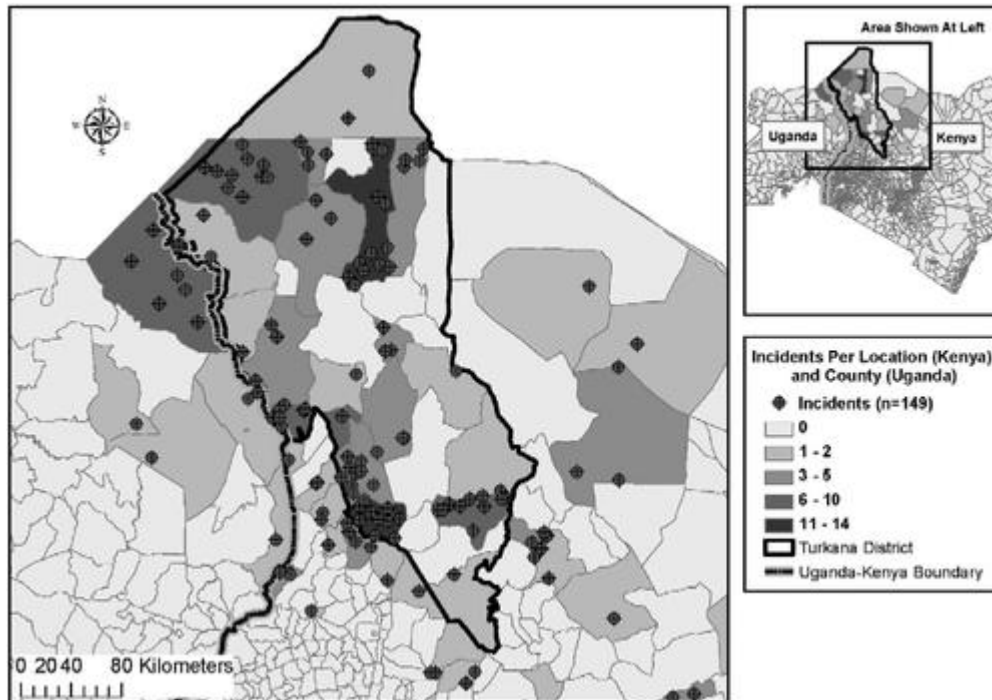 N
W
E
S
0 20 40 80 Kilometers
Area Shown At Left
Uganda
Kenya
Incidents Per Location (Kenya)
and County (Uganda)
Incidents (n=149)
0
1 - 2
3 - 5
6 - 10
11 - 14
Turkana District
Uganda-Kenya Boundary